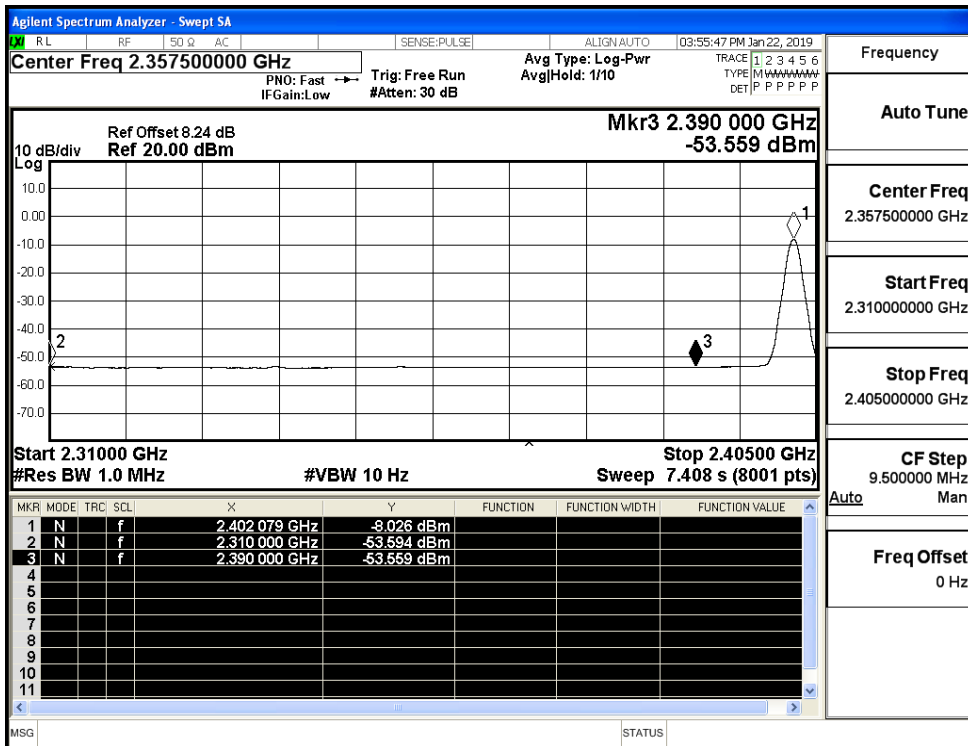 Agilent Spectrum Analyzer - Swept SA
LXI RL RF 50 Ω AC SENSE:PULSE ALIGNAUTO 03:55:47 PM Jan 22, 2019
Center Freq 2.357500000 GHz
PNO: Fast
IFGain:Low
Trig: Free Run
#Atten: 30 dB
Avg Type: Log-Pwr
Avg|Hold: 1/10
TRACE 1 2 3 4 5 6
TYPE M
DET P P P P P P
Mkr3 2.390 000 GHz
-53.559 dBm
Ref Offset 8.24 dB
10 dB/div Ref 20.00 dBm
Log
10.0
0.00
-10.0
-20.0
-30.0
-40.0
-50.0
-60.0
-70.0
1
2
3
Start 2.31000 GHz Stop 2.40500 GHz
#Res BW 1.0 MHz #VBW 10 Hz Sweep 7.408 s (8001 pts)
MKR MODE TRC SCL X Y FUNCTION FUNCTION WIDTH FUNCTION VALUE
1 N f 2.402 079 GHz -8.026 dBm
2 N f 2.310 000 GHz -53.594 dBm
3 N f 2.390 000 GHz -53.559 dBm
4
5
6
7
8
9
10
11
MSG STATUS
Frequency
Auto Tune
Center Freq
2.357500000 GHz
Start Freq
2.310000000 GHz
Stop Freq
2.405000000 GHz
CF Step
9.500000 MHz
Auto Man
Freq Offset
0 Hz